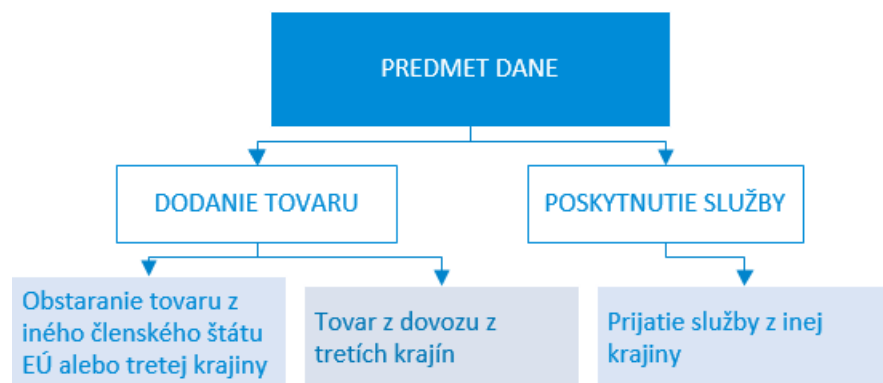 PREDMET DANE
DODANIE TOVARU
POSKYTNUTIE SLUŽBY
Obstaranie tovaru z
iného členského štátu
EÚ alebo tretej krajiny
Tovar z dovozu z
tretích krajín
Prijatie služby z inej
krajiny